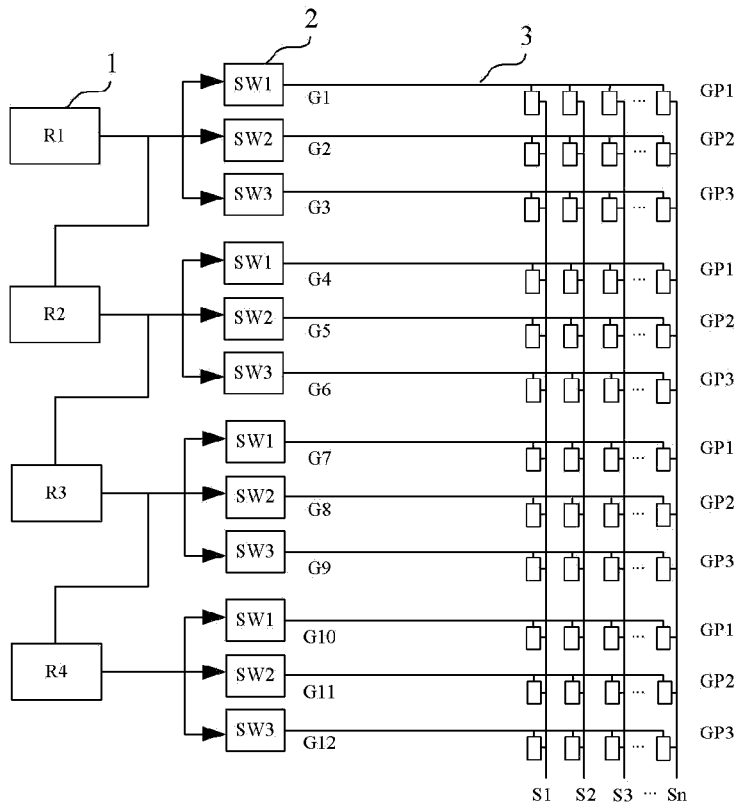 1
2
3
R1
SW1
G1
GP1
SW2
G2
GP2
SW3
G3
GP3
R2
SW1
G4
GP1
SW2
G5
GP2
SW3
G6
GP3
R3
SW1
G7
GP1
SW2
G8
GP2
SW3
G9
GP3
R4
SW1
G10
GP1
SW2
G11
GP2
SW3
G12
GP3
S1 S2 S3 ... Sn